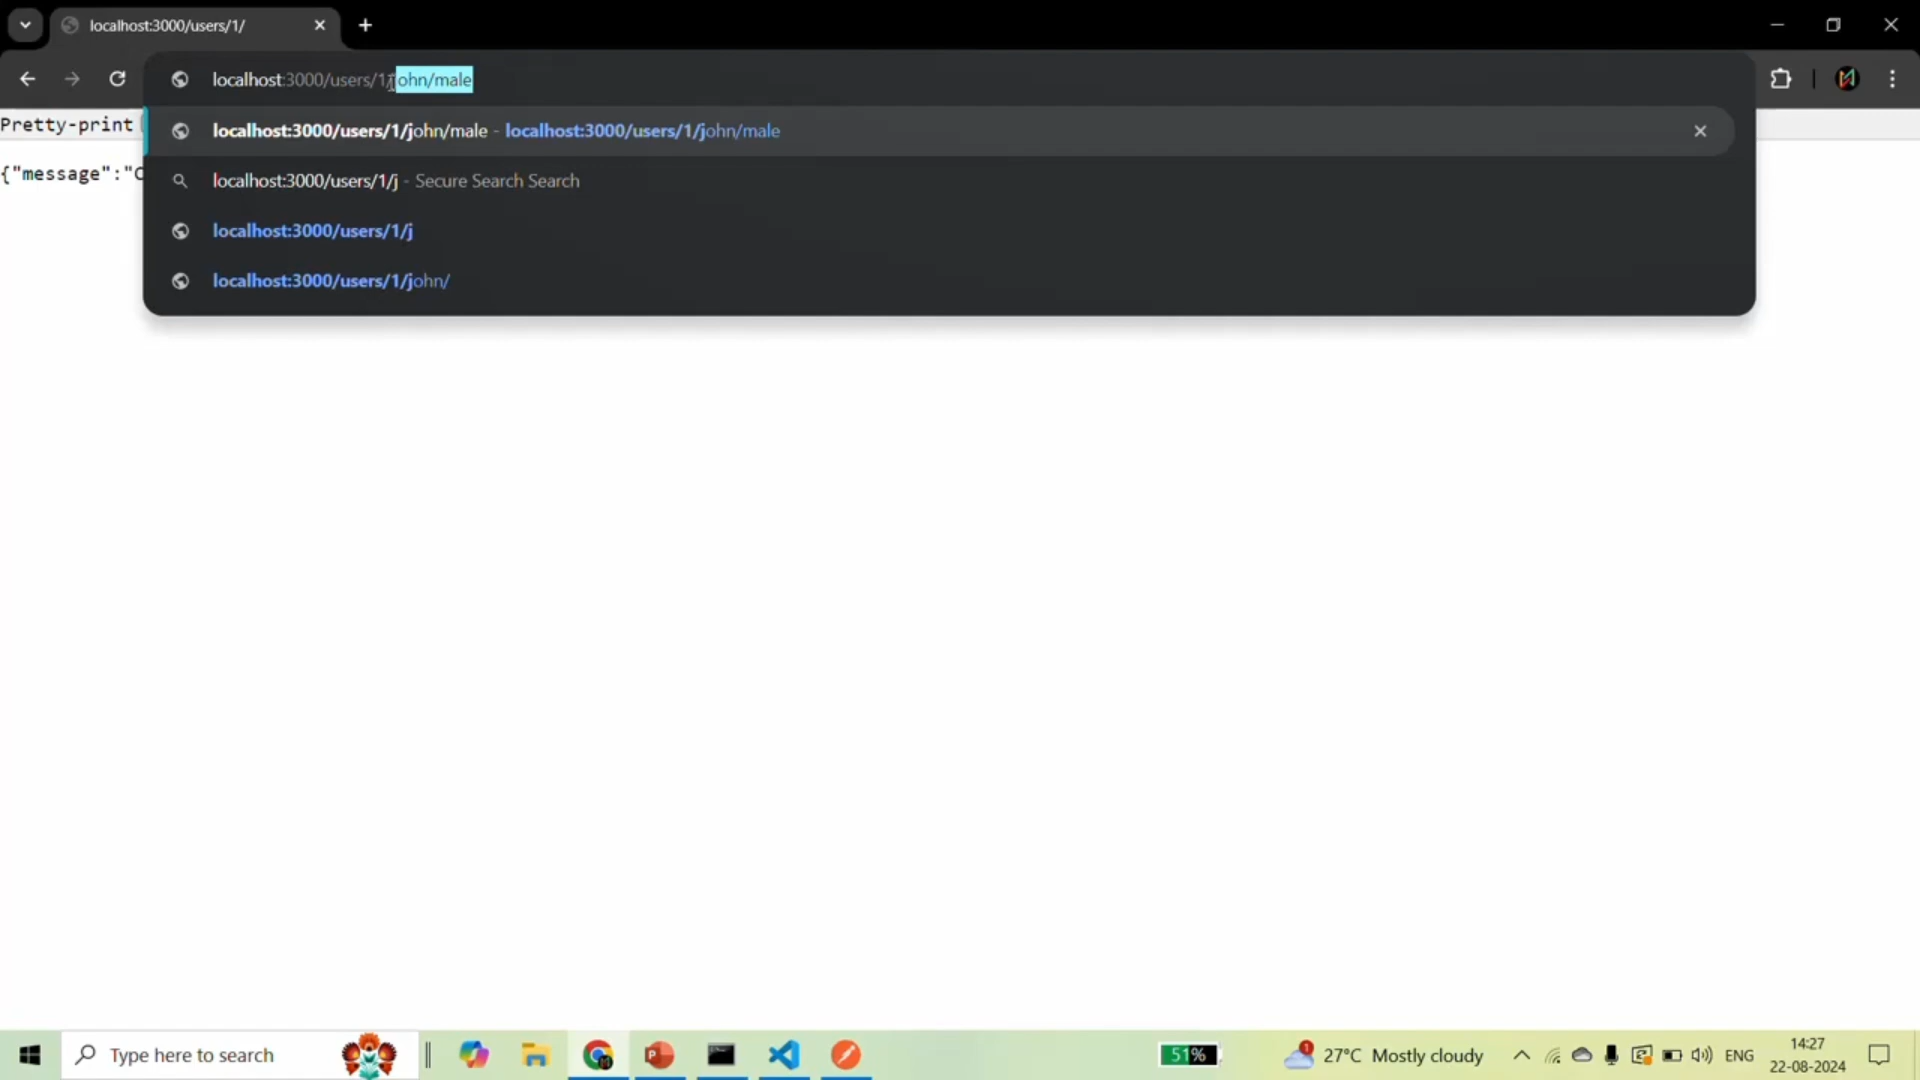 localhost:3000/users/1/
localhost:3000/users/1/john/male
localhost:3000/users/1/john/male - localhost:3000/users/1/john/male
Pretty-print
localhost:3000/users/1/j - Secure Search Search
{"message":"C
localhost:3000/users/1/j
localhost:3000/users/1/john/
Type here to search
51%
1
27°C Mostly cloudy
ENG
14:27
22-08-2024